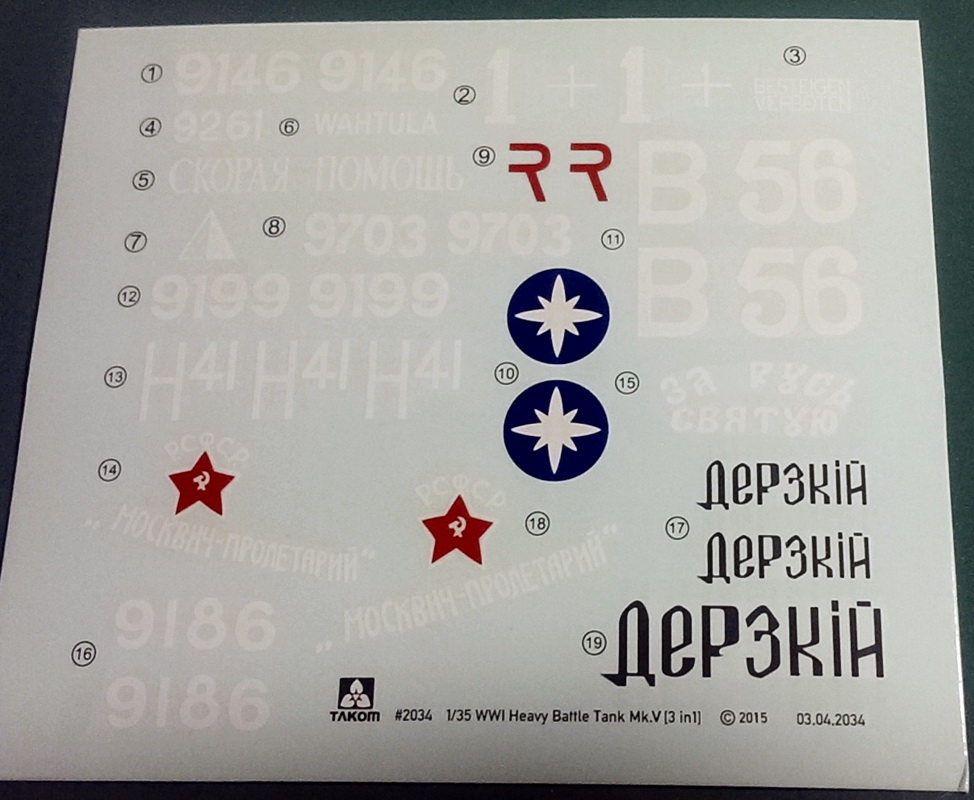 ① 9146 9146
② 1 + 1 +
③
BESTEIGEN
VERBOTEN
④ 9261
⑥ WAHTULA
⑤ СКОРАЯ ПОМОЩЬ
⑨ R R
B 56
⑦
⑧ 9703 9703
⑪
B 56
⑫ 9199 9199
⑬ H41 H41 H41
⑩
⑮ ЗА РУСЬ
СВЯТУЮ
⑭ РСФСР
„МОСКВИЧ-ПРОЛЕТАРИЙ"
РСФСР
⑱
„МОСКВИЧ-ПРОЛЕТАРИЙ"
ДЕРЗКІЙ
⑰
ДЕРЗКІЙ
⑲ ДЕРЗКІЙ
⑯ 9186
9186
TAKOM #2034 1/35 WWI Heavy Battle Tank Mk.V [3 in1] © 2015 03.04.2034